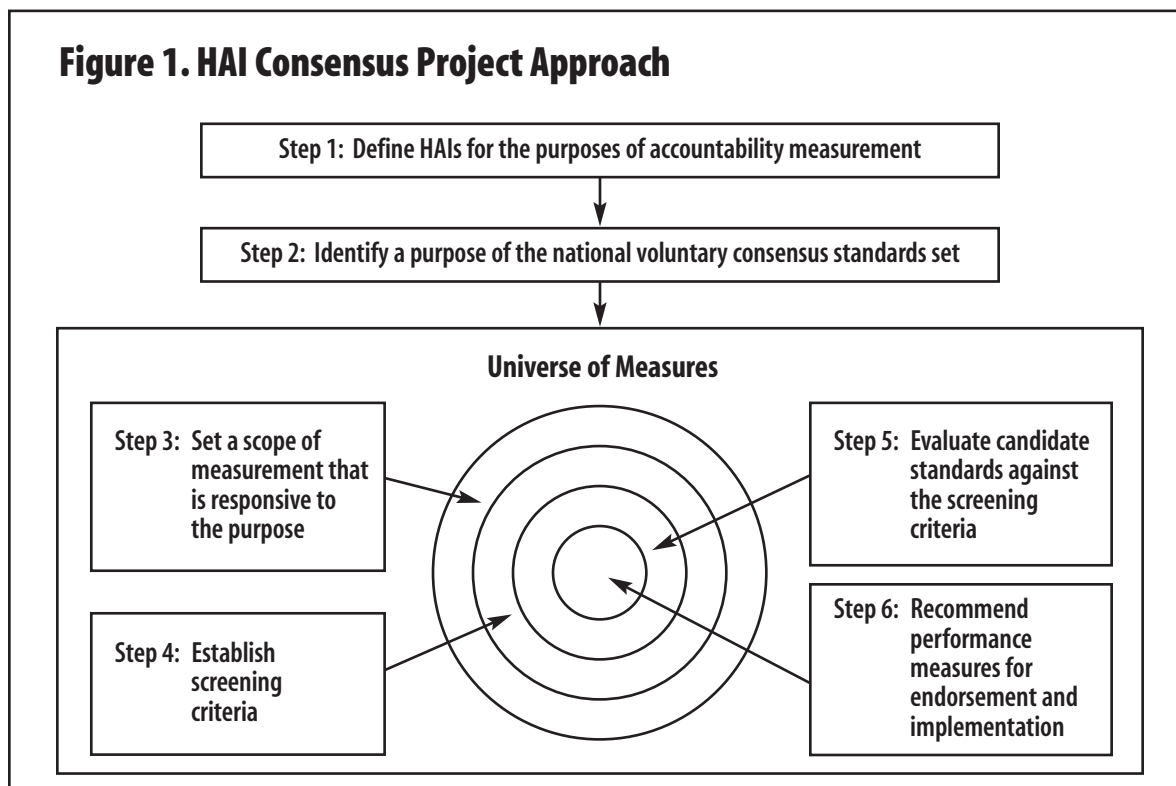 Figure 1. HAI Consensus Project Approach
Step 1: Define HAIs for the purposes of accountability measurement
Step 2: Identify a purpose of the national voluntary consensus standards set
Universe of Measures
Step 3: Set a scope of
measurement that
is responsive to
the purpose
Step 4: Establish
screening
criteria
Step 5: Evaluate candidate
standards against
the screening
criteria
Step 6: Recommend
performance
measures for
endorsement and
implementation